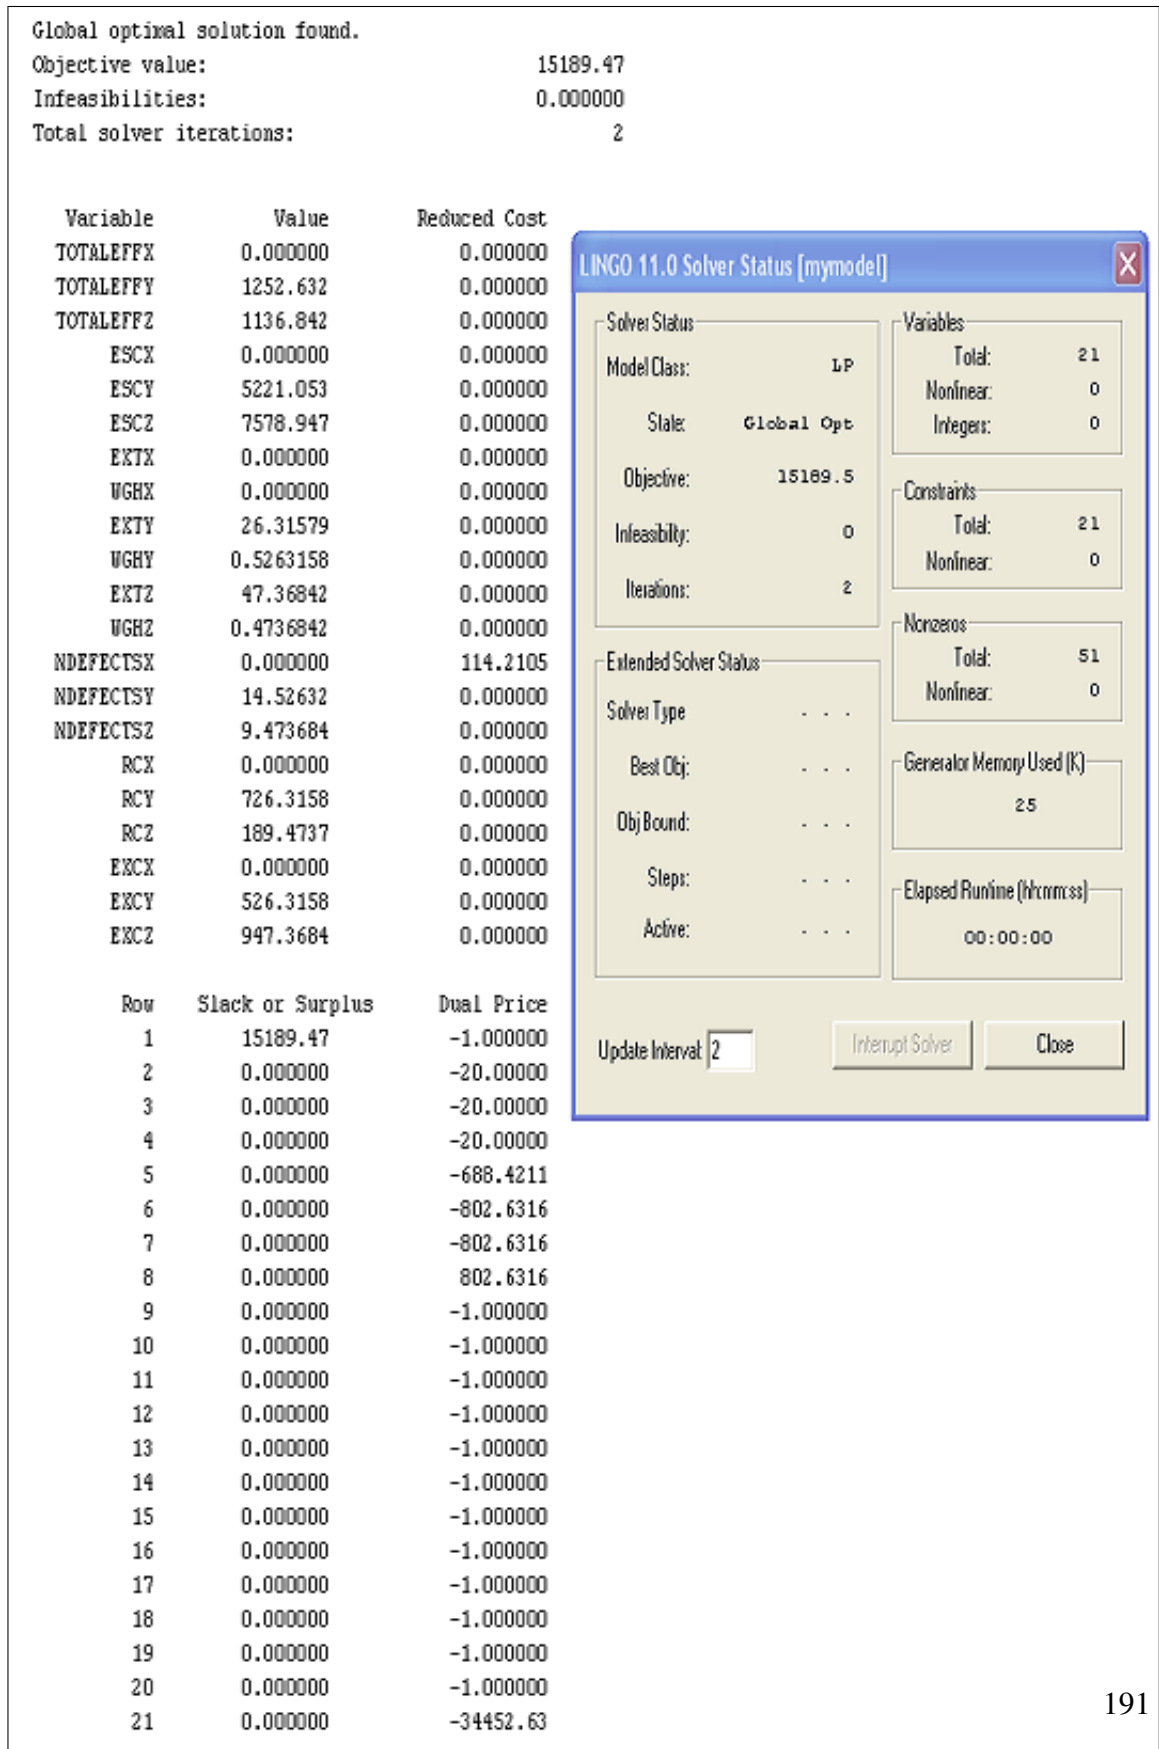 Global optimal solution found.
Objective value: 15189.47
Infeasibilities: 0.000000
Total solver iterations: 2
Variable Value Reduced Cost
TOTALEFFX 0.000000 0.000000
TOTALEFFY 1252.632 0.000000
TOTALEFFZ 1136.842 0.000000
ESCX 0.000000 0.000000
ESCY 5221.053 0.000000
ESCZ 7578.947 0.000000
EXTX 0.000000 0.000000
WGHX 0.000000 0.000000
EXTY 26.31579 0.000000
WGHY 0.5263158 0.000000
EXTZ 47.36842 0.000000
WGHZ 0.4736842 0.000000
NDEFECTSX 0.000000 114.2105
NDEFECTSY 14.52632 0.000000
NDEFECTSZ 9.473684 0.000000
RCX 0.000000 0.000000
RCY 726.3158 0.000000
RCZ 189.4737 0.000000
EXCX 0.000000 0.000000
EXCY 526.3158 0.000000
EXCZ 947.3684 0.000000
Row Slack or Surplus Dual Price
1 15189.47 -1.000000
2 0.000000 -20.00000
3 0.000000 -20.00000
4 0.000000 -20.00000
5 0.000000 -688.4211
6 0.000000 -802.6316
7 0.000000 -802.6316
8 0.000000 802.6316
9 0.000000 -1.000000
10 0.000000 -1.000000
11 0.000000 -1.000000
12 0.000000 -1.000000
13 0.000000 -1.000000
14 0.000000 -1.000000
15 0.000000 -1.000000
16 0.000000 -1.000000
17 0.000000 -1.000000
18 0.000000 -1.000000
19 0.000000 -1.000000
20 0.000000 -1.000000
21 0.000000 -34452.63
LINGO 11.0 Solver Status [mymodel]
Solver Status
Model Class: LP
State: Global Opt
Objective: 15189.5
Infeasibility: 0
Iterations: 2
Extended Solver Status
Solver Type . . .
Best Obj: . . .
Obj Bound: . . .
Steps: . . .
Active: . . .
Variables
Total: 21
Nonlinear: 0
Integers: 0
Constraints
Total: 21
Nonlinear: 0
Nonzeros
Total: 51
Nonlinear: 0
Generator Memory Used (K)
25
Elapsed Runtime (hh:mm:ss)
00:00:00
Update Interval: 2
Interrupt Solver
Close
191